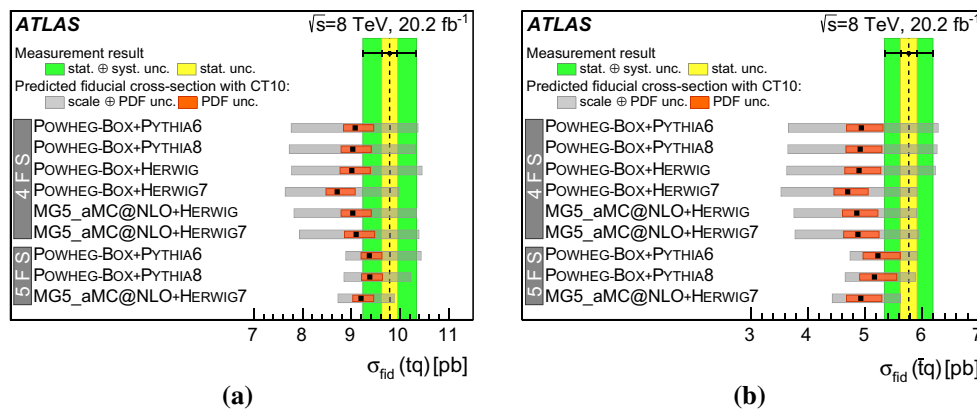 ATLAS √s=8 TeV, 20.2 fb⁻¹
Measurement result
stat. ⊕ syst. unc. stat. unc.
Predicted fiducial cross-section with CT10:
scale ⊕ PDF unc. PDF unc.
4FS
POWHEG-BOX+PYTHIA6
POWHEG-BOX+PYTHIA8
POWHEG-BOX+HERWIG
POWHEG-BOX+HERWIG7
MG5_aMC@NLO+HERWIG
MG5_aMC@NLO+HERWIG7
5FS
POWHEG-BOX+PYTHIA6
POWHEG-BOX+PYTHIA8
MG5_aMC@NLO+HERWIG7
7 8 9 10 11
σfid (tq) [pb]
(a)
ATLAS √s=8 TeV, 20.2 fb⁻¹
Measurement result
stat. ⊕ syst. unc. stat. unc.
Predicted fiducial cross-section with CT10:
scale ⊕ PDF unc. PDF unc.
4FS
POWHEG-BOX+PYTHIA6
POWHEG-BOX+PYTHIA8
POWHEG-BOX+HERWIG
POWHEG-BOX+HERWIG7
MG5_aMC@NLO+HERWIG
MG5_aMC@NLO+HERWIG7
5FS
POWHEG-BOX+PYTHIA6
POWHEG-BOX+PYTHIA8
MG5_aMC@NLO+HERWIG7
3 4 5 6 7
σfid (t̄q) [pb]
(b)